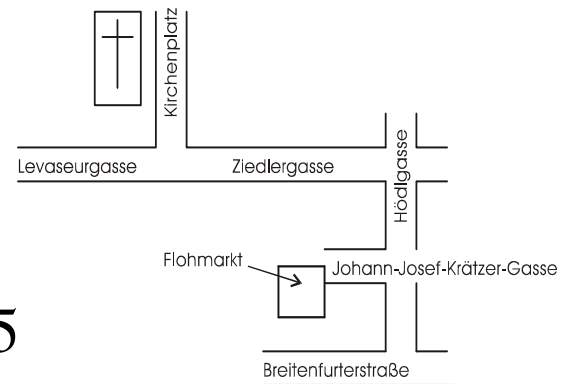 Kirchenplatz
Levaseurgasse
Ziedlergasse
Hödlgasse
Flohmarkt
Johann-Josef-Krätzer-Gasse
5
Breitenfurterstraße